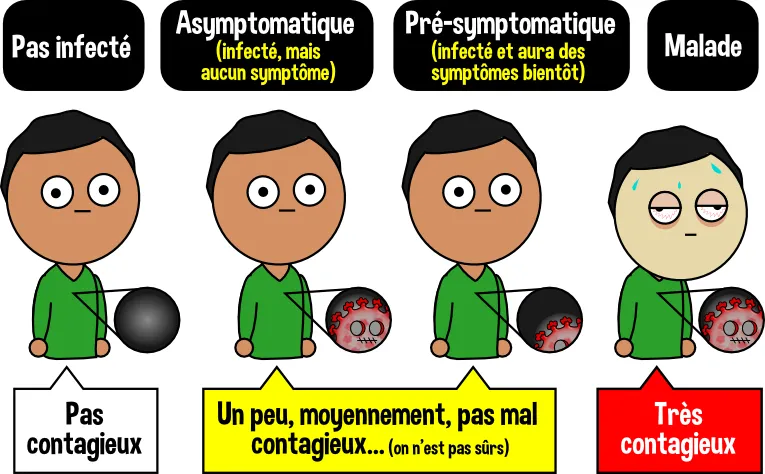 Pas infecté
Asymptomatique
(infecté, mais
aucun symptôme)
Pré-symptomatique
(infecté et aura des
symptômes bientôt)
Malade
Pas
contagieux
Un peu, moyennement, pas mal
contagieux... (on n'est pas sûrs)
Très
contagieux